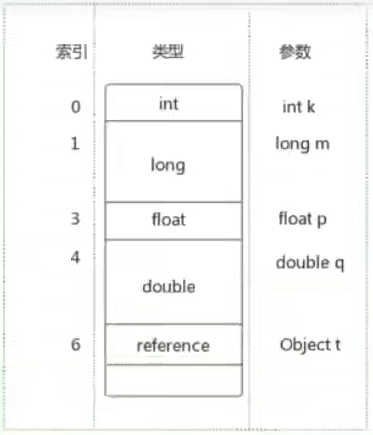 索引 类型 参数
0 int int k
1 long long m
3 float float p
4 double double q
6 reference Object t